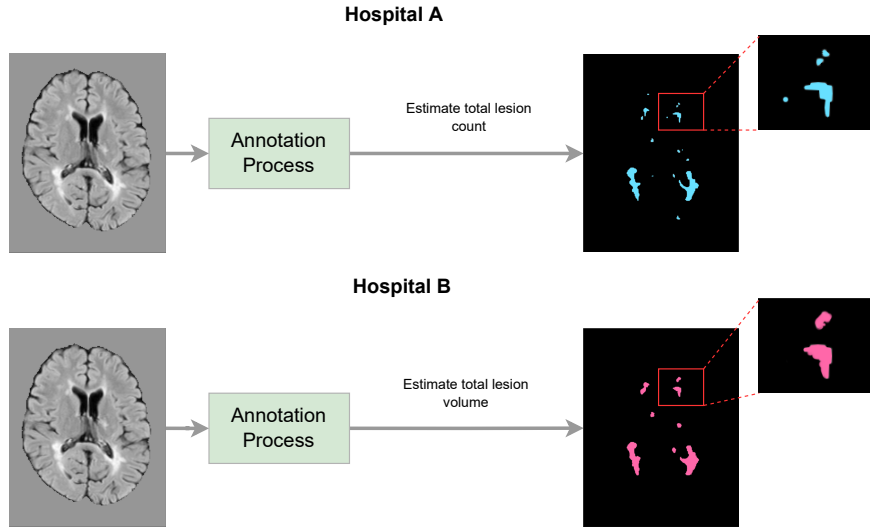 Hospital A
Annotation
Process
Estimate total lesion
count
Hospital B
Annotation
Process
Estimate total lesion
volume